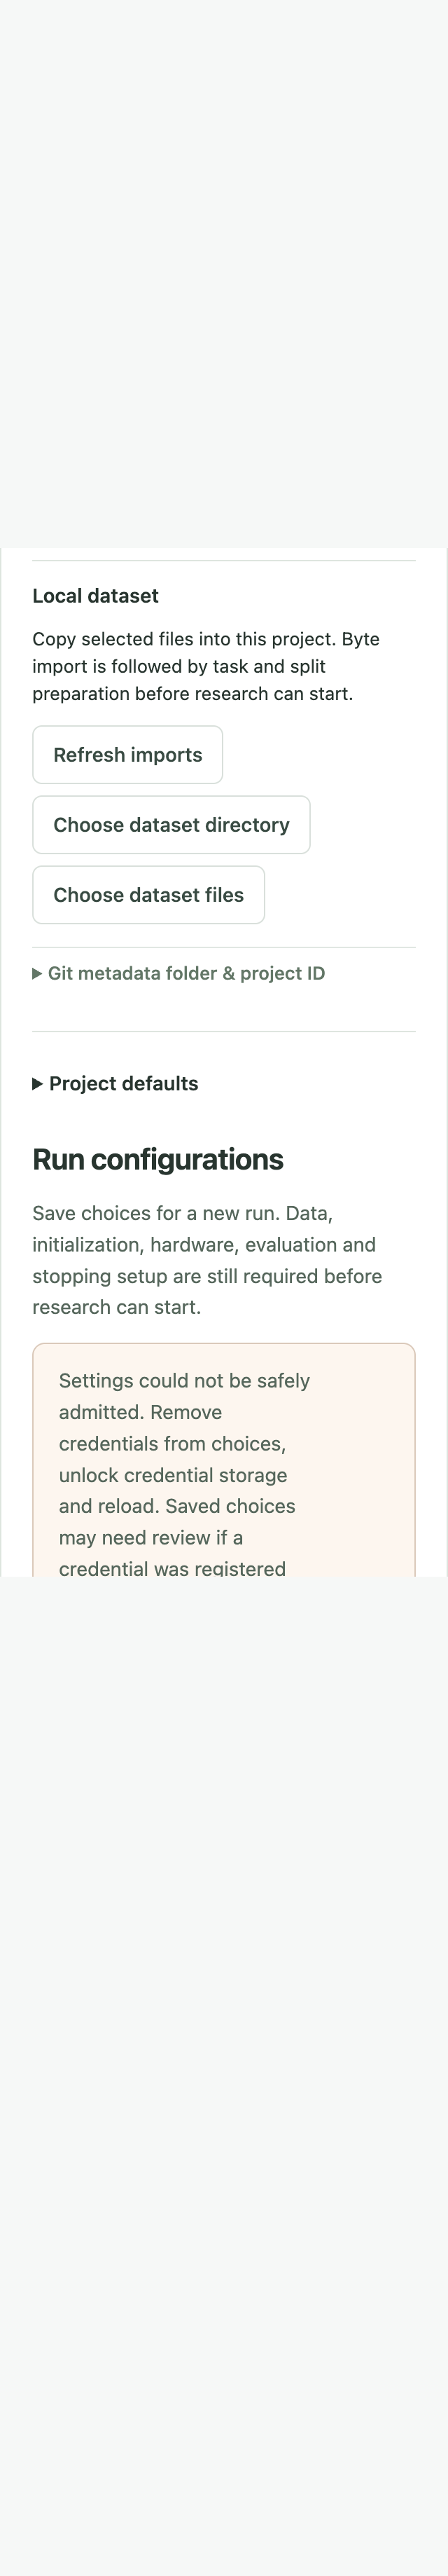 Local dataset
Copy selected files into this project. Byte
import is followed by task and split
preparation before research can start.
Refresh imports
Choose dataset directory
Choose dataset files
Git metadata folder & project ID
Project defaults
Run configurations
Save choices for a new run. Data,
initialization, hardware, evaluation and
stopping setup are still required before
research can start.
Settings could not be safely
admitted. Remove
credentials from choices,
unlock credential storage
and reload. Saved choices
may need review if a
credential was registered